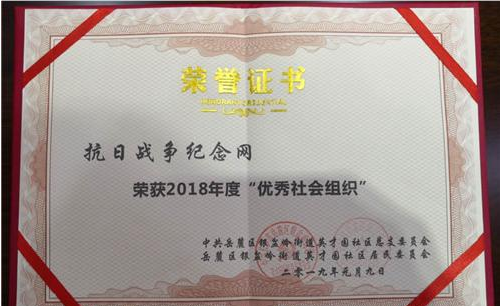 荣誉证书
抗日战争纪念网
荣获2018年度“优秀社会组织”
中共岳麓区银盆岭街道英才园社区总支委员会
岳麓区银盆岭街道英才园社区居民委员会
二零一九年元月九日